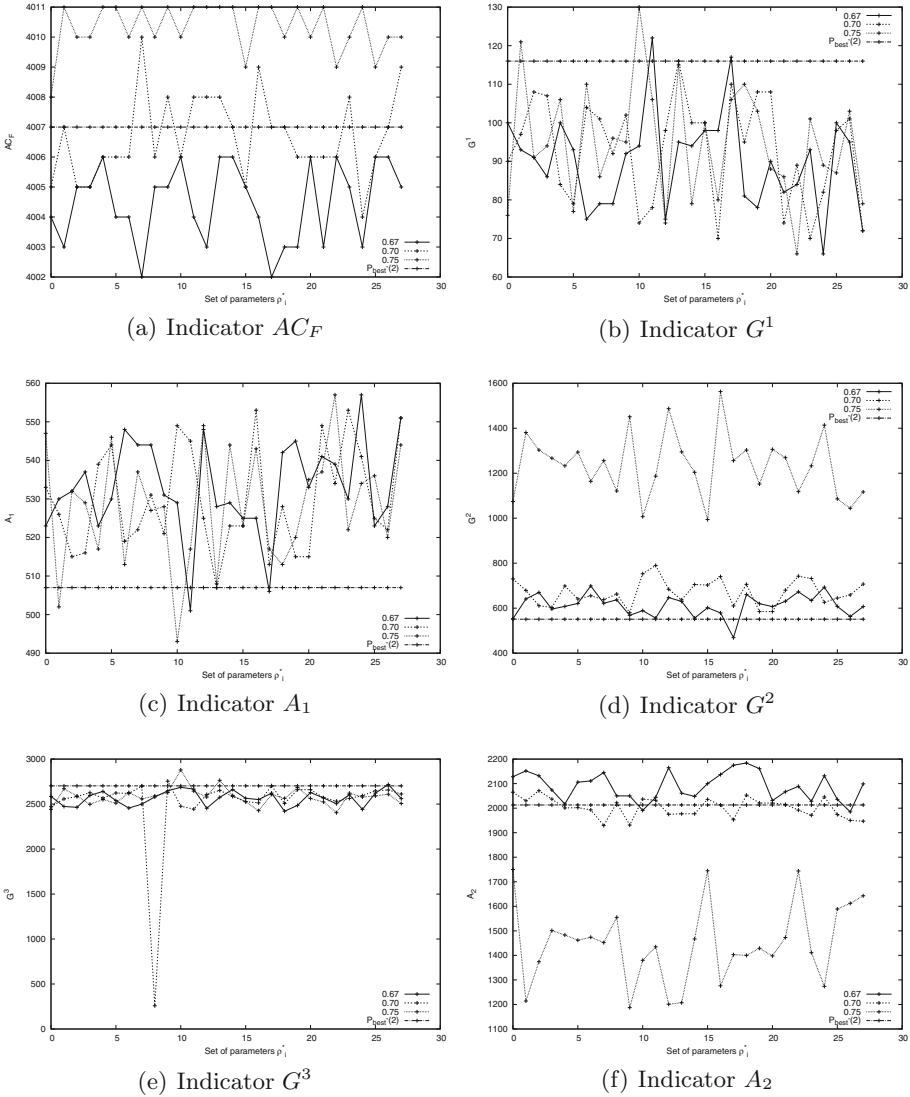 4011
4010
4009
4008
4007
4006
4005
4004
4003
4002
AC_F
0.67
0.70
0.75
P_best*(2)
0 5 10 15 20 25 30
Set of parameters ρ*_i
(a) Indicator AC_F
130
120
110
100
90
80
70
60
G^1
0.67
0.70
0.75
P_best*(2)
0 5 10 15 20 25 30
Set of parameters ρ*_i
(b) Indicator G^1
560
550
540
530
520
510
500
490
A_1
0.67
0.70
0.75
P_best*(2)
0 5 10 15 20 25 30
Set of parameters ρ*_i
(c) Indicator A_1
1600
1400
1200
1000
800
600
400
G^2
0.67
0.70
0.75
P_best*(2)
0 5 10 15 20 25 30
Set of parameters ρ*_i
(d) Indicator G^2
3000
2500
2000
1500
1000
500
0
G^3
0.67
0.70
0.75
P_best*(2)
0 5 10 15 20 25 30
Set of parameters ρ*_i
(e) Indicator G^3
2200
2100
2000
1900
1800
1700
1600
1500
1400
1300
1200
1100
A_2
0.67
0.70
0.75
P_best*(2)
0 5 10 15 20 25 30
Set of parameters ρ*_i
(f) Indicator A_2